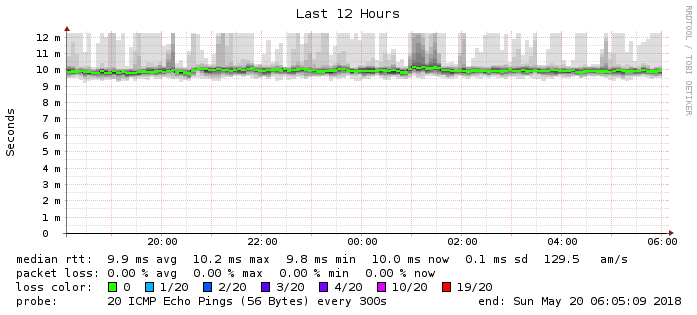 Last 12 Hours
RRDTOOL / TOBI OETIKER
Seconds
12 m
11 m
10 m
9 m
8 m
7 m
6 m
5 m
4 m
3 m
2 m
1 m
0
20:00 22:00 00:00 02:00 04:00 06:00
median rtt: 9.9 ms avg 10.2 ms max 9.8 ms min 10.0 ms now 0.1 ms sd 129.5 am/s
packet loss: 0.00 % avg 0.00 % max 0.00 % min 0.00 % now
loss color: 0 1/20 2/20 3/20 4/20 10/20 19/20
probe: 20 ICMP Echo Pings (56 Bytes) every 300s end: Sun May 20 06:05:09 2018